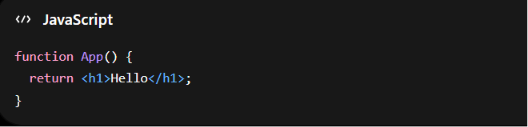 </> JavaScript
function App() {
  return <h1>Hello</h1>;
}